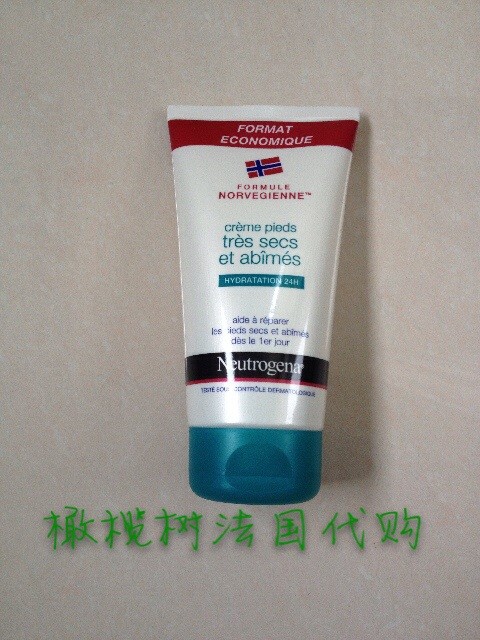 FORMAT
ECONOMIQUE
FORMULE
NORVEGIENNE™
crème pieds
très secs
et abîmés
HYDRATATION 24H
aide à réparer
les pieds secs et abîmés
dès le 1er jour
Neutrogena®
TESTÉ SOUS CONTRÔLE DERMATOLOGIQUE
橄榄树法国代购